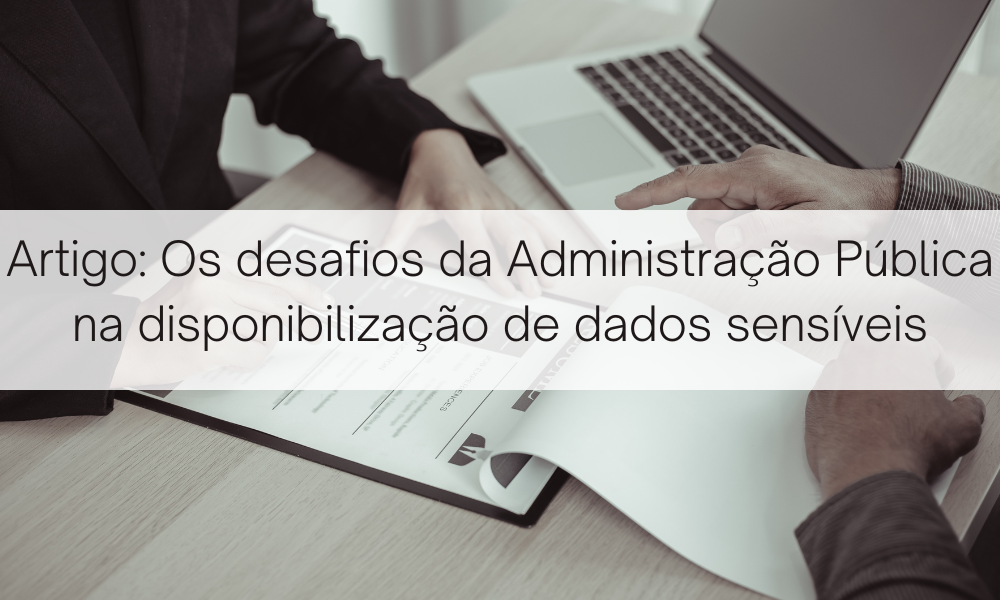 Artigo: Os desafios da Administração Pública
na disponibilização de dados sensíveis